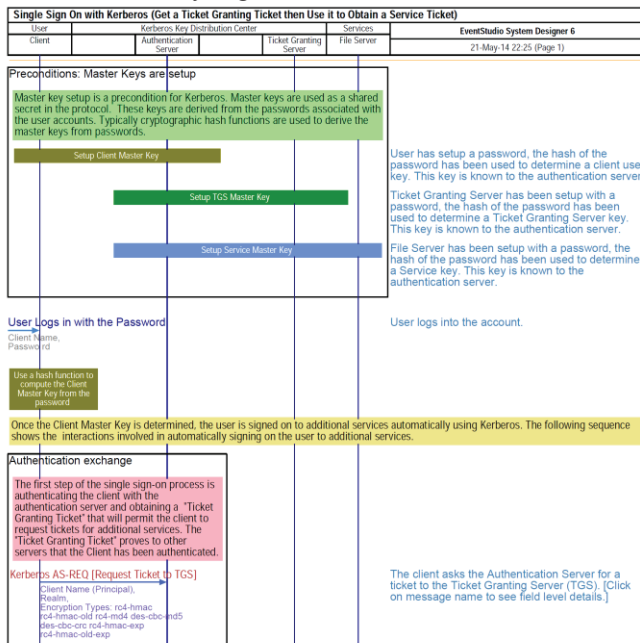 Single Sign On with Kerberos (Get a Ticket Granting Ticket then Use it to Obtain a Service Ticket)
User
Kerberos Key Distribution Center
Services
EventStudio System Designer 6
Client
Authentication
Server
Ticket Granting
Server
File Server
21-May-14 22:25 (Page 1)
Preconditions: Master Keys are setup
Master key setup is a precondition for Kerberos. Master keys are used as a shared
secret in the protocol. These keys are derived from the passwords associated with
the user accounts. Typically cryptographic hash functions are used to derive the
master keys from passwords.
Setup Client Master Key
User has setup a password, the hash of the
password has been used to determine a client use
key. This key is known to the authentication server
Setup TGS Master Key
Ticket Granting Server has been setup with a
password, the hash of the password has been
used to determine a Ticket Granting Server key.
This key is known to the authentication server.
Setup Service Master Key
File Server has been setup with a password, the
hash of the password has been used to determine
a Service key. This key is known to the
authentication server.
User Logs in with the Password
User logs into the account.
Client Name,
Password
Use a hash function to
compute the Client
Master Key from the
password
Once the Client Master Key is determined, the user is signed on to additional services automatically using Kerberos. The following sequence
shows the interactions involved in automatically signing on the user to additional services.
Authentication exchange
The first step of the single sign-on process is
authenticating the client with the
authentication server and obtaining a "Ticket
Granting Ticket" that will permit the client to
request tickets for additional services. The
"Ticket Granting Ticket" proves to other
servers that the Client has been authenticated.
Kerberos AS-REQ [Request Ticket to TGS]
The client asks the Authentication Server for a
ticket to the Ticket Granting Server (TGS). [Click
on message name to see field level details.]
Client Name (Principal),
Realm,
Encryption Types: rc4-hmac
rc4-hmac-old rc4-md4 des-cbc-md5
des-cbc-crc rc4-hmac-exp
rc4-hmac-old-exp